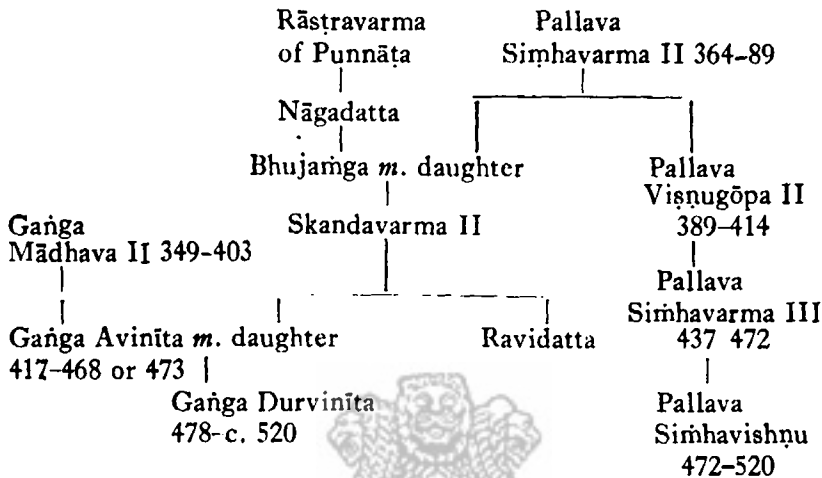 Rāṣtravarma
of Punnāṭa
Pallava
Siṃhavarma II 364-89
Nāgadatta
Bhujaṁga m. daughter
Pallava
Viṣṇugōpa II
389-414
Gaṅga
Mādhava II 349-403
Skandavarma II
Pallava
Siṁhavarma III
437 472
Gaṅga Avinīta m. daughter
417-468 or 473
Ravidatta
Gaṅga Durvinīta
478-c. 520
Pallava
Siṁhavishṇu
472-520